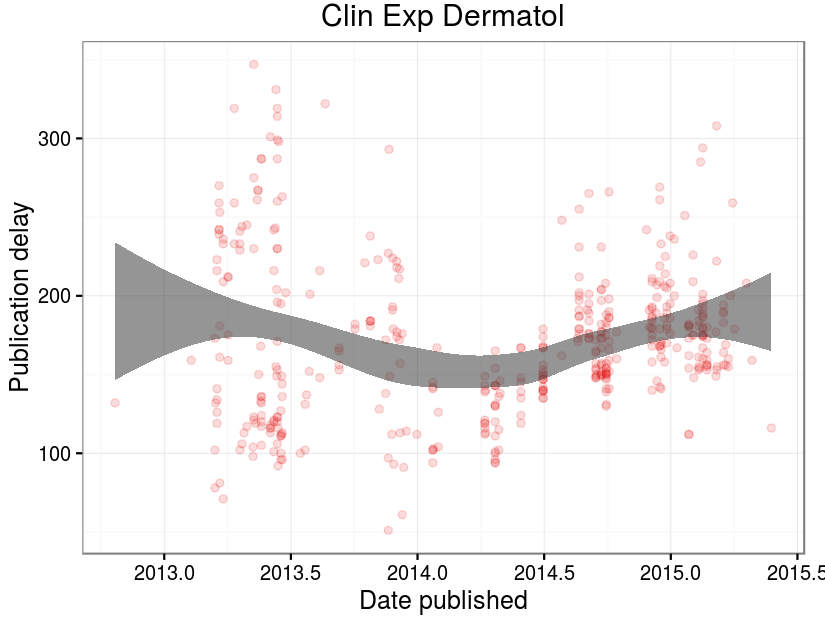 Clin Exp Dermatol
Publication delay
300
200
100
2013.0 2013.5 2014.0 2014.5 2015.0 2015.5
Date published